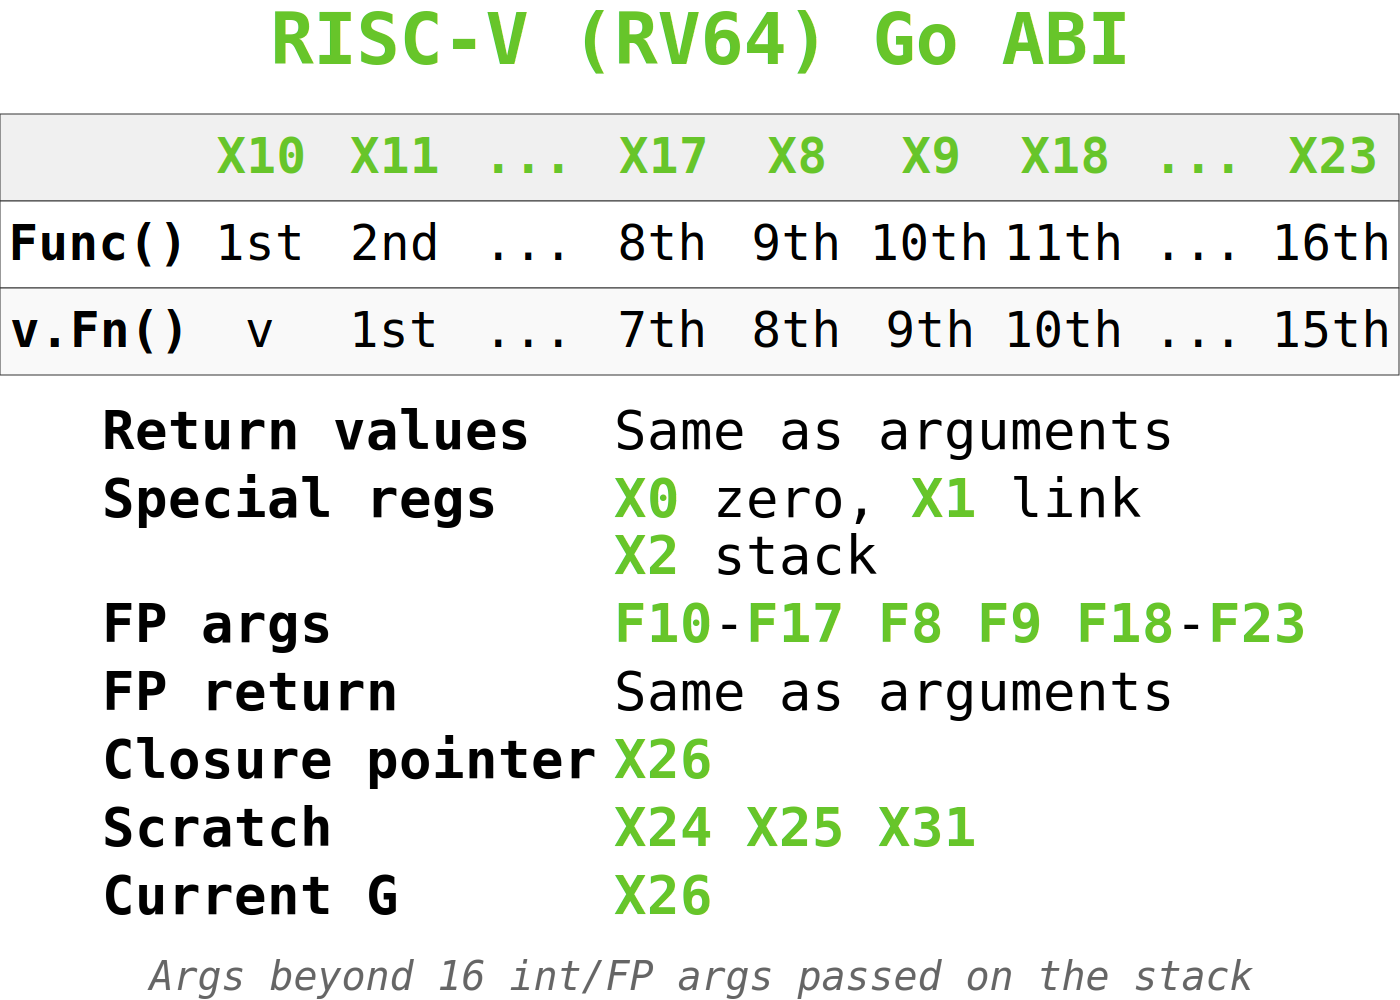 RISC-V (RV64) Go ABI
X10 X11 ... X17 X8 X9 X18 ... X23
Func() 1st 2nd ... 8th 9th 10th 11th ... 16th
v.Fn() v 1st ... 7th 8th 9th 10th ... 15th
Return values Same as arguments
Special regs X0 zero, X1 link
X2 stack
FP args F10-F17 F8 F9 F18-F23
FP return Same as arguments
Closure pointer X26
Scratch X24 X25 X31
Current G X26
Args beyond 16 int/FP args passed on the stack